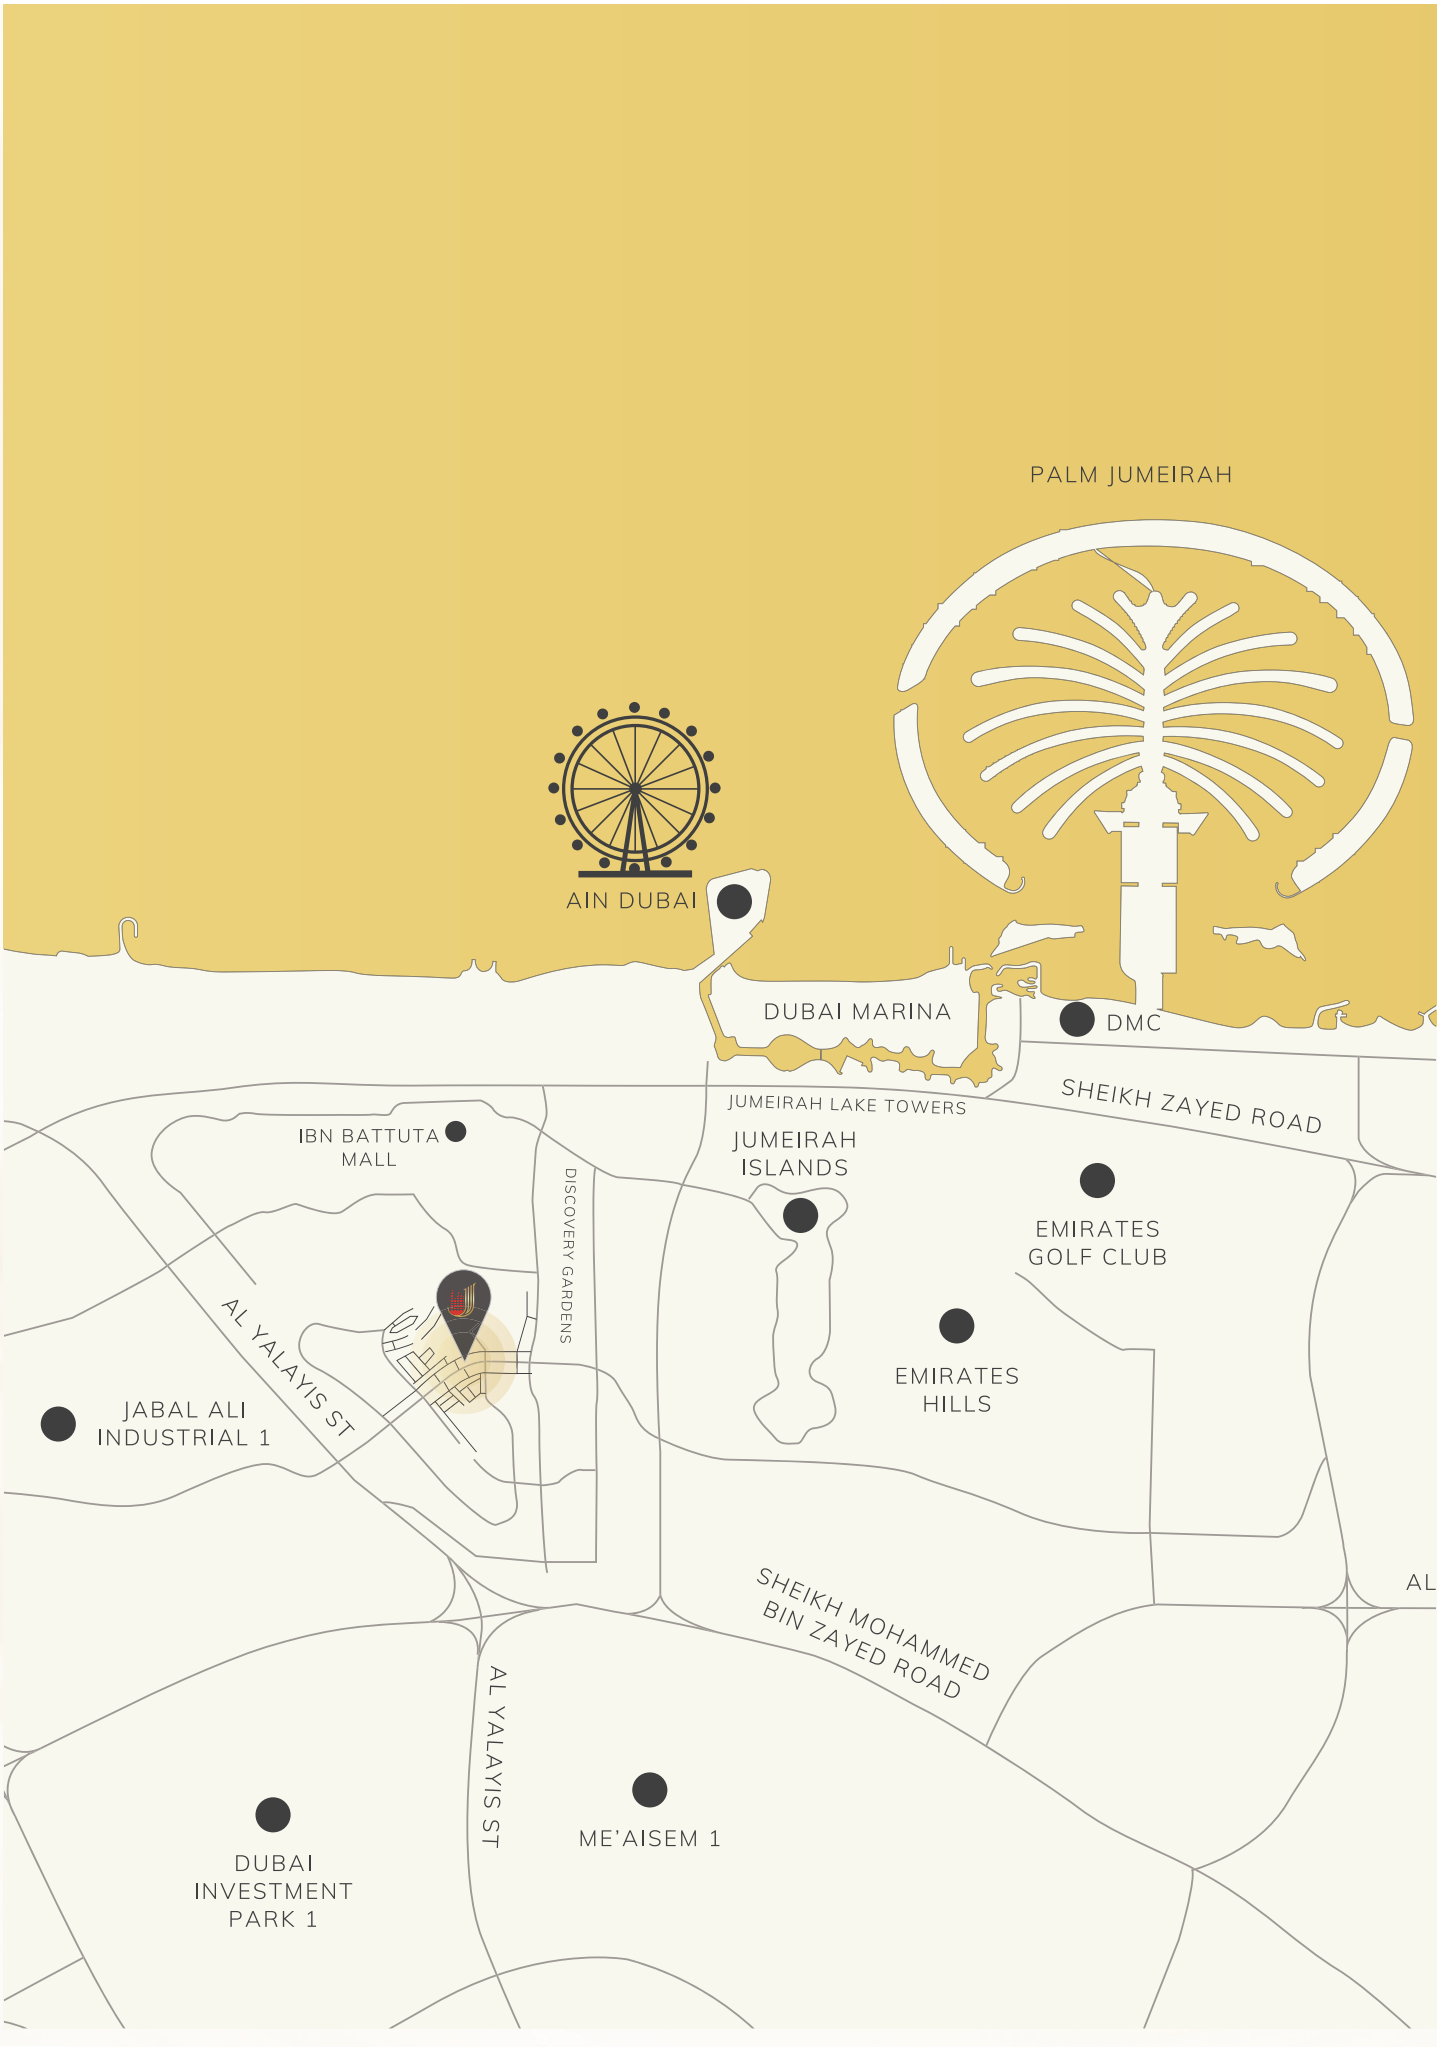 PALM JUMEIRAH
AIN DUBAI
DUBAI MARINA
DMC
SHEIKH ZAYED ROAD
JUMEIRAH LAKE TOWERS
IBN BATTUTA
MALL
JUMEIRAH
ISLANDS
DISCOVERY GARDENS
EMIRATES
GOLF CLUB
AL YALAYIS ST
EMIRATES
HILLS
JABAL ALI
INDUSTRIAL 1
SHEIKH MOHAMMED
BIN ZAYED ROAD
AL
AL YALAYIS ST
ME'AISEM 1
DUBAI
INVESTMENT
PARK 1